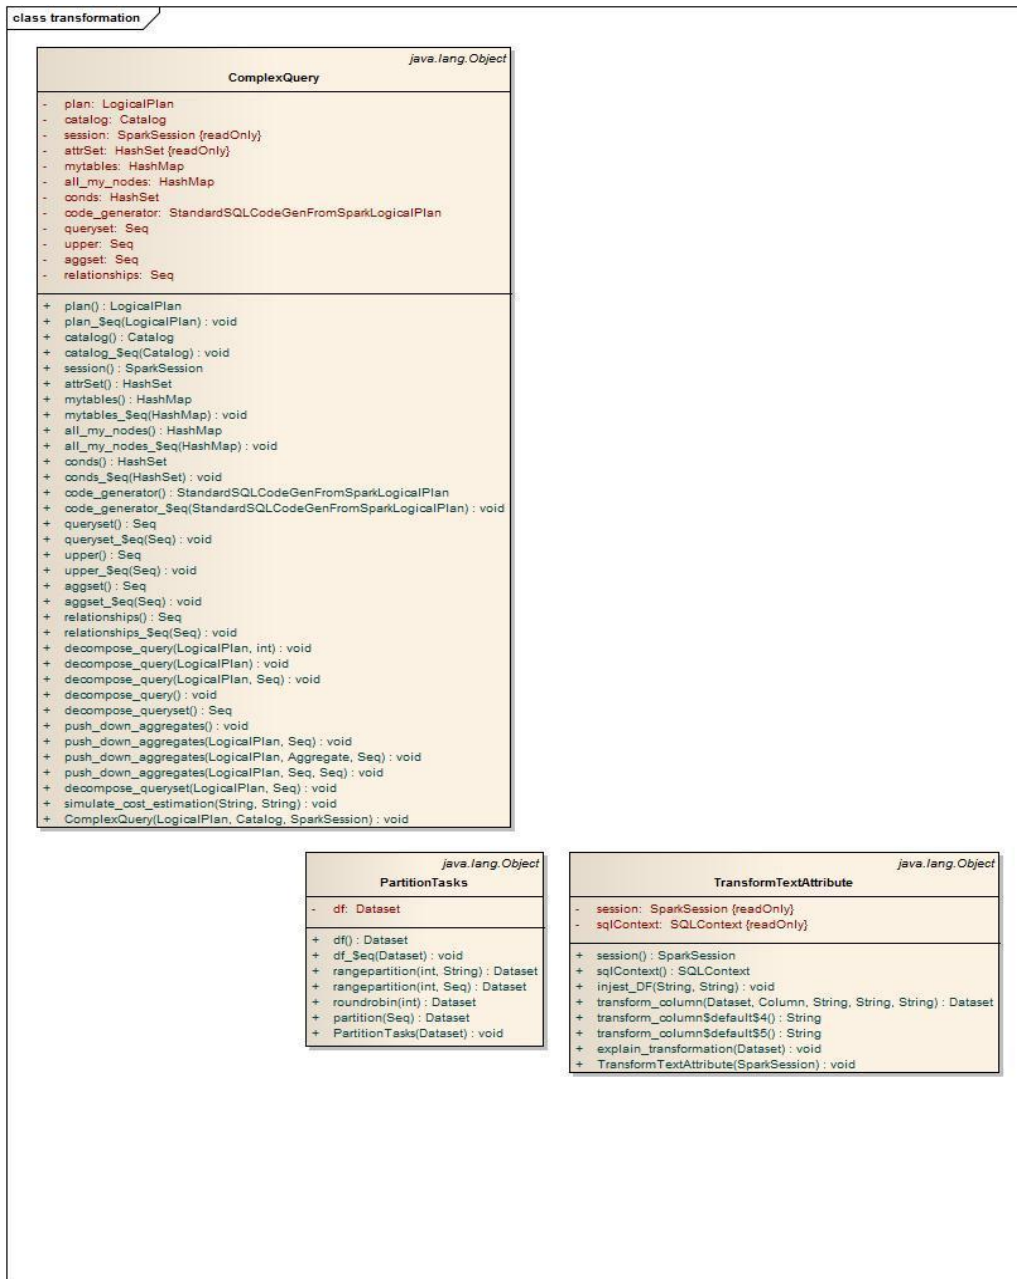 class transformation
java.lang.Object
ComplexQuery
- plan: LogicalPlan
- catalog: Catalog
- session: SparkSession {readOnly}
- attrSet: HashSet {readOnly}
- mytables: HashMap
- all_my_nodes: HashMap
- conds: HashSet
- code_generator: StandardSQLCodeGenFromSparkLogicalPlan
- queryset: Seq
- upper: Seq
- aggset: Seq
- relationships: Seq
+ plan() : LogicalPlan
+ plan_$eq(LogicalPlan) : void
+ catalog() : Catalog
+ catalog_$eq(Catalog) : void
+ session() : SparkSession
+ attrSet() : HashSet
+ mytables() : HashMap
+ mytables_$eq(HashMap) : void
+ all_my_nodes() : HashMap
+ all_my_nodes_$eq(HashMap) : void
+ conds() : HashSet
+ conds_$eq(HashSet) : void
+ code_generator() : StandardSQLCodeGenFromSparkLogicalPlan
+ code_generator_$eq(StandardSQLCodeGenFromSparkLogicalPlan) : void
+ queryset() : Seq
+ queryset_$eq(Seq) : void
+ upper() : Seq
+ upper_$eq(Seq) : void
+ aggset() : Seq
+ aggset_$eq(Seq) : void
+ relationships() : Seq
+ relationships_$eq(Seq) : void
+ decompose_query(LogicalPlan, int) : void
+ decompose_query(LogicalPlan) : void
+ decompose_query(LogicalPlan, Seq) : void
+ decompose_query() : void
+ decompose_queryset() : Seq
+ push_down_aggregates() : void
+ push_down_aggregates(LogicalPlan, Seq) : void
+ push_down_aggregates(LogicalPlan, Aggregate, Seq) : void
+ push_down_aggregates(LogicalPlan, Seq, Seq) : void
+ decompose_queryset(LogicalPlan, Seq) : void
+ simulate_cost_estimation(String, String) : void
+ ComplexQuery(LogicalPlan, Catalog, SparkSession) : void
java.lang.Object
PartitionTasks
- df: Dataset
+ df() : Dataset
+ df_$eq(Dataset) : void
+ rangepartition(int, String) : Dataset
+ rangepartition(int, Seq) : Dataset
+ roundrobin(int) : Dataset
+ partition(Seq) : Dataset
+ PartitionTasks(Dataset) : void
java.lang.Object
TransformTextAttribute
- session: SparkSession {readOnly}
- sqlContext: SQLContext {readOnly}
+ session() : SparkSession
+ sqlContext() : SQLContext
+ injest_DF(String, String) : void
+ transform_column(Dataset, Column, String, String, String) : Dataset
+ transform_column$default$4() : String
+ transform_column$default$5() : String
+ explain_transformation(Dataset) : void
+ TransformTextAttribute(SparkSession) : void